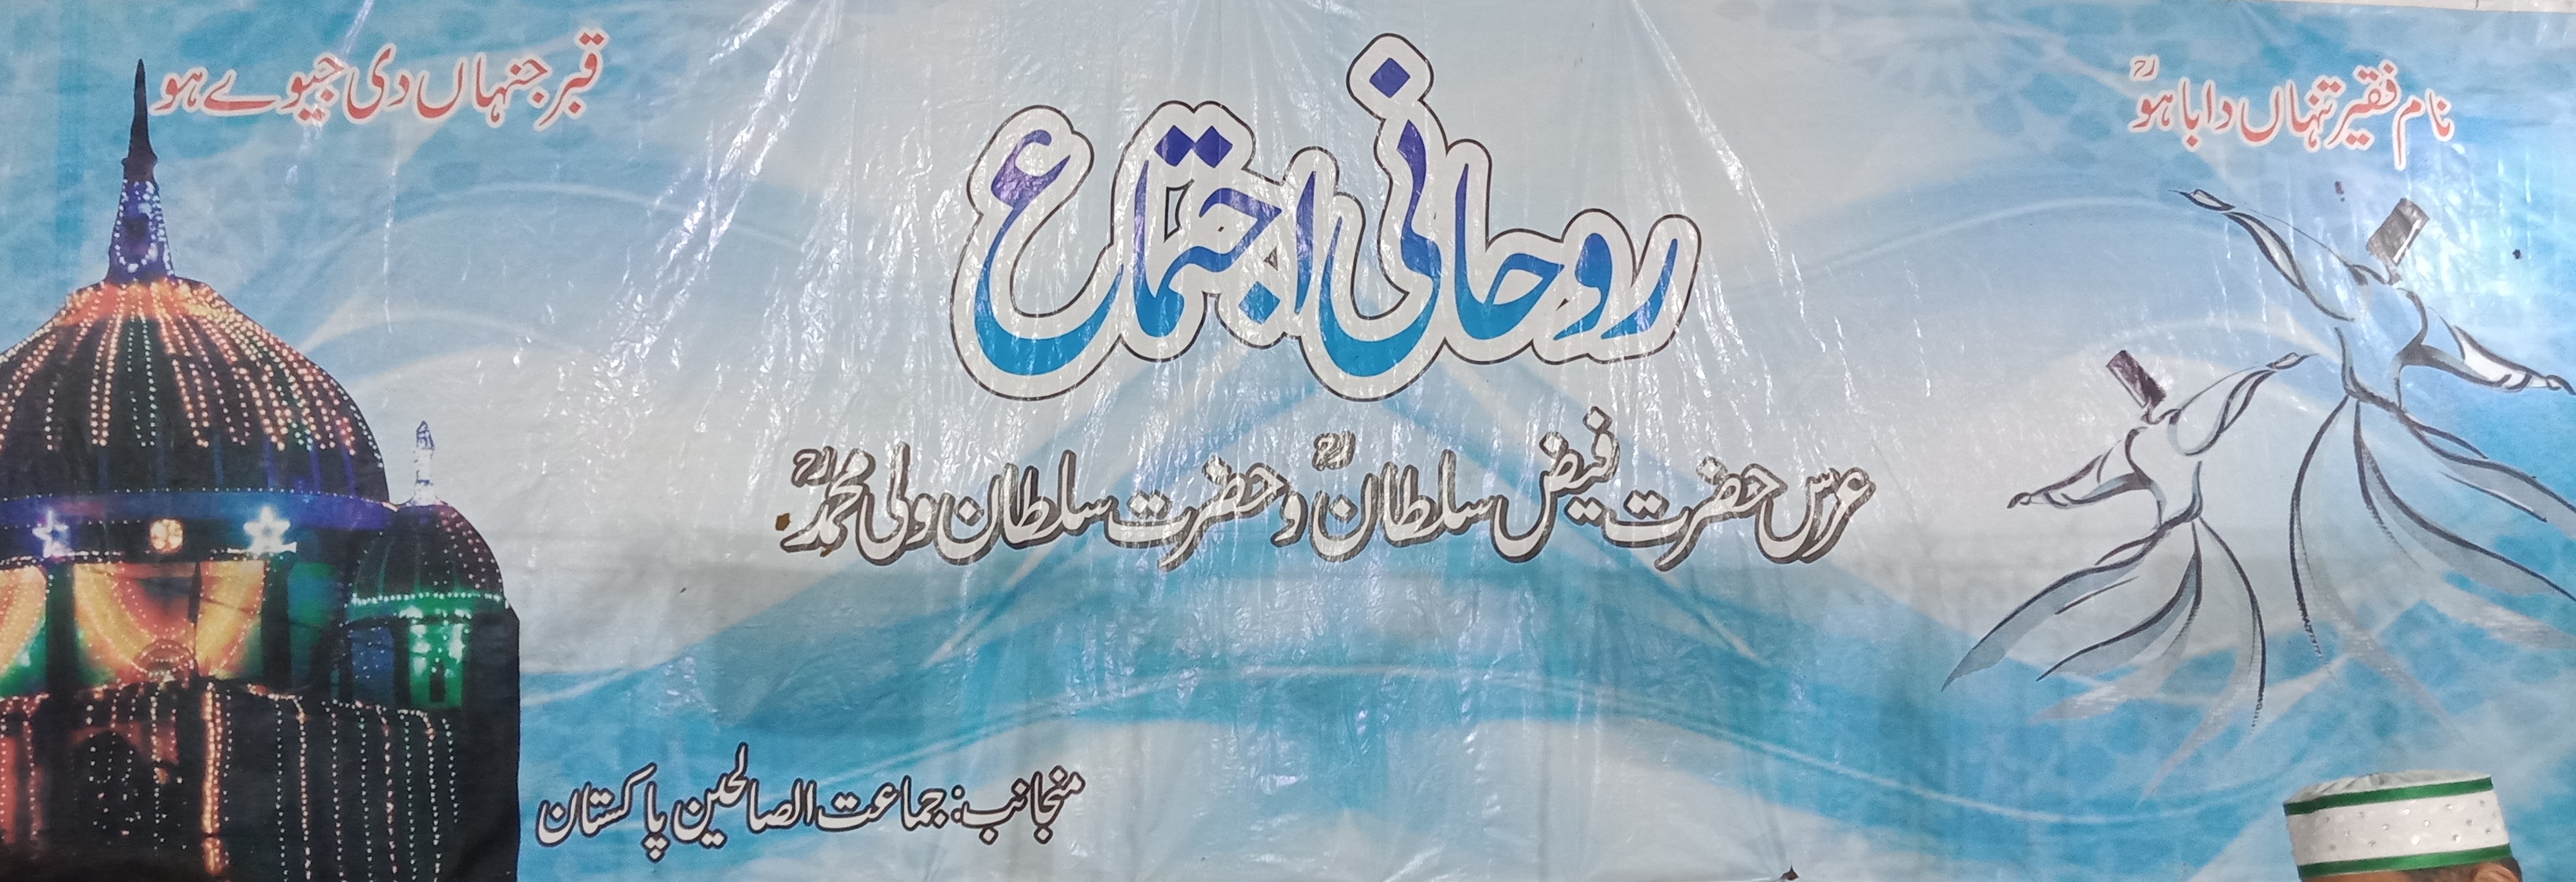 نام فقیر تنہاں دا باہوؒ
قبر جنہاں دی جیوے ہو
روحانی اجتماع
عرس حضرت فیض سلطانؒ و حضرت سلطان ولی محمدؒ
منجانب: جماعت الصالحین پاکستان